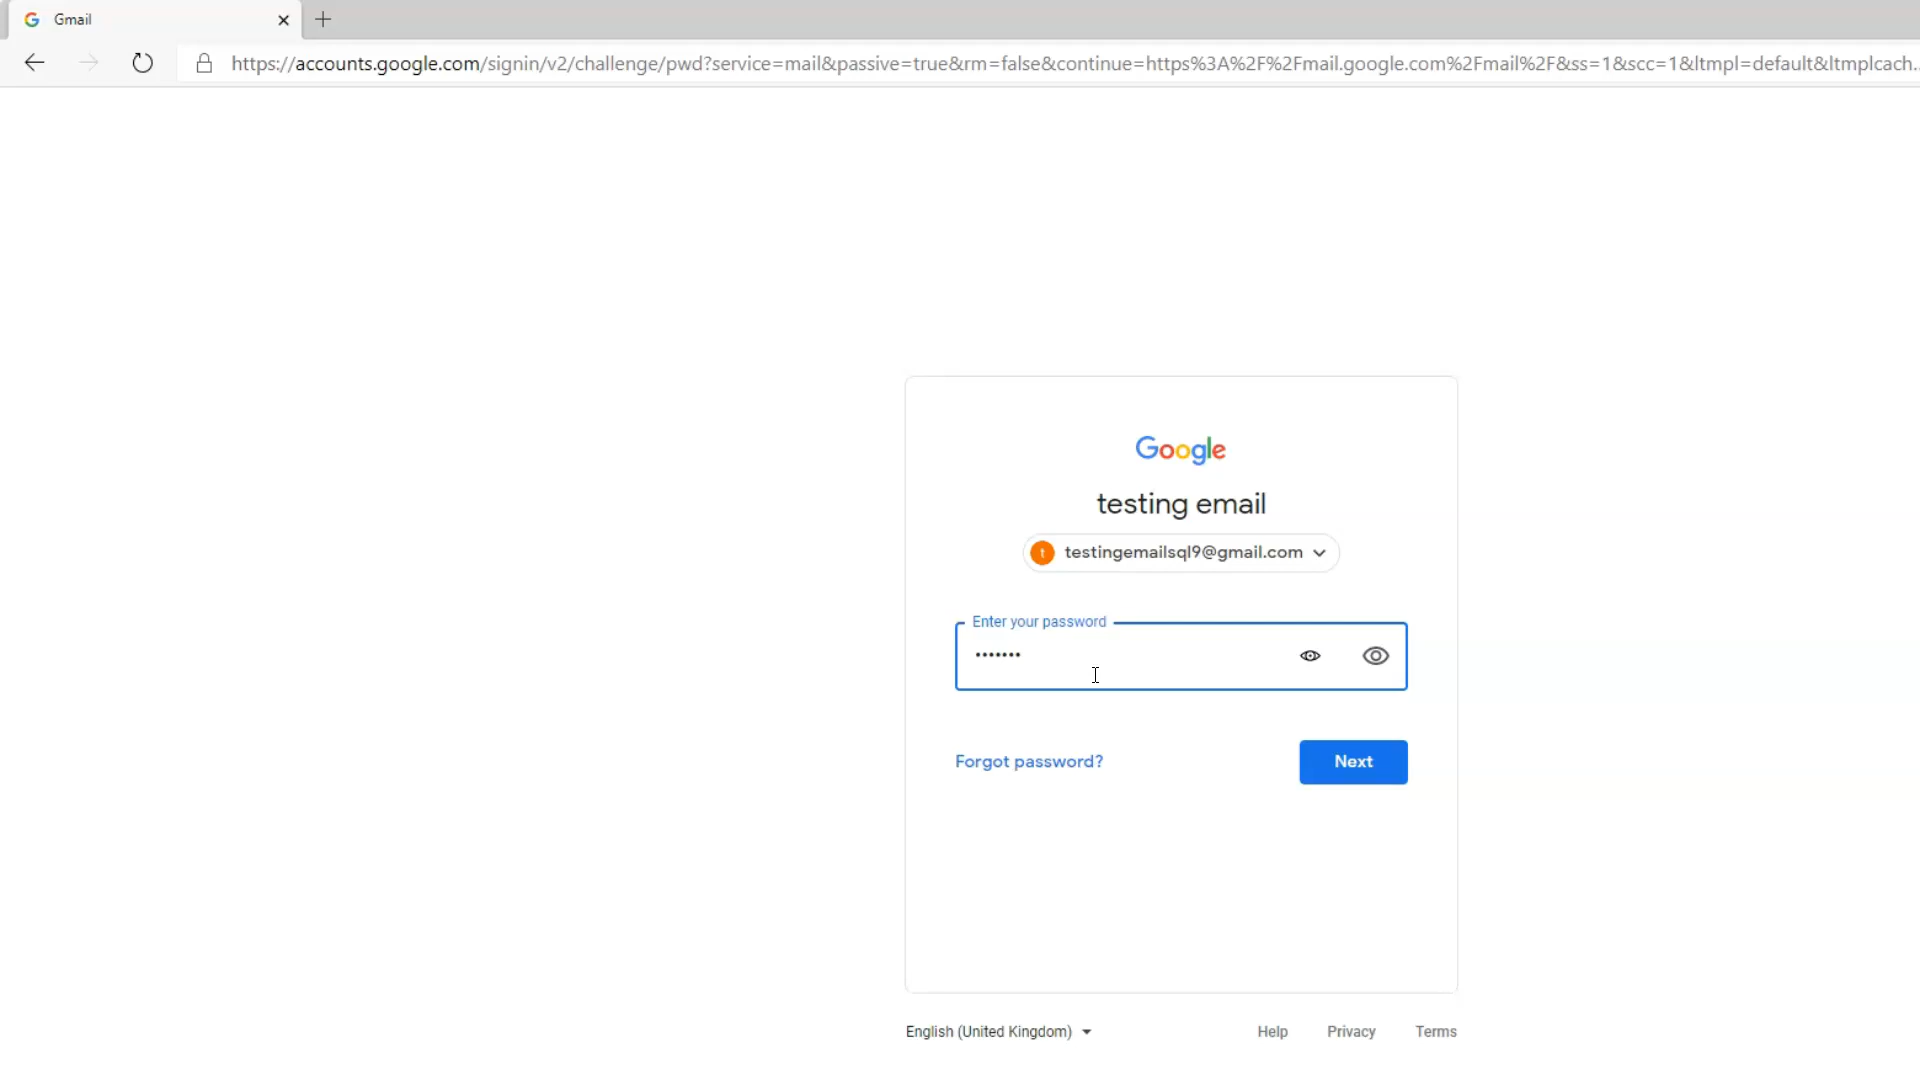 Gmail
https://accounts.google.com/signin/v2/challenge/pwd?service=mail&passive=true&rm=false&continue=https%3A%2F%2Fmail.google.com%2Fmail%2F&ss=1&scc=1&ltmpl=default&ltmplcach...
Google
testing email
t testingemailsql9@gmail.com
Enter your password
•••••••
Forgot password?
Next
English (United Kingdom)
Help Privacy Terms